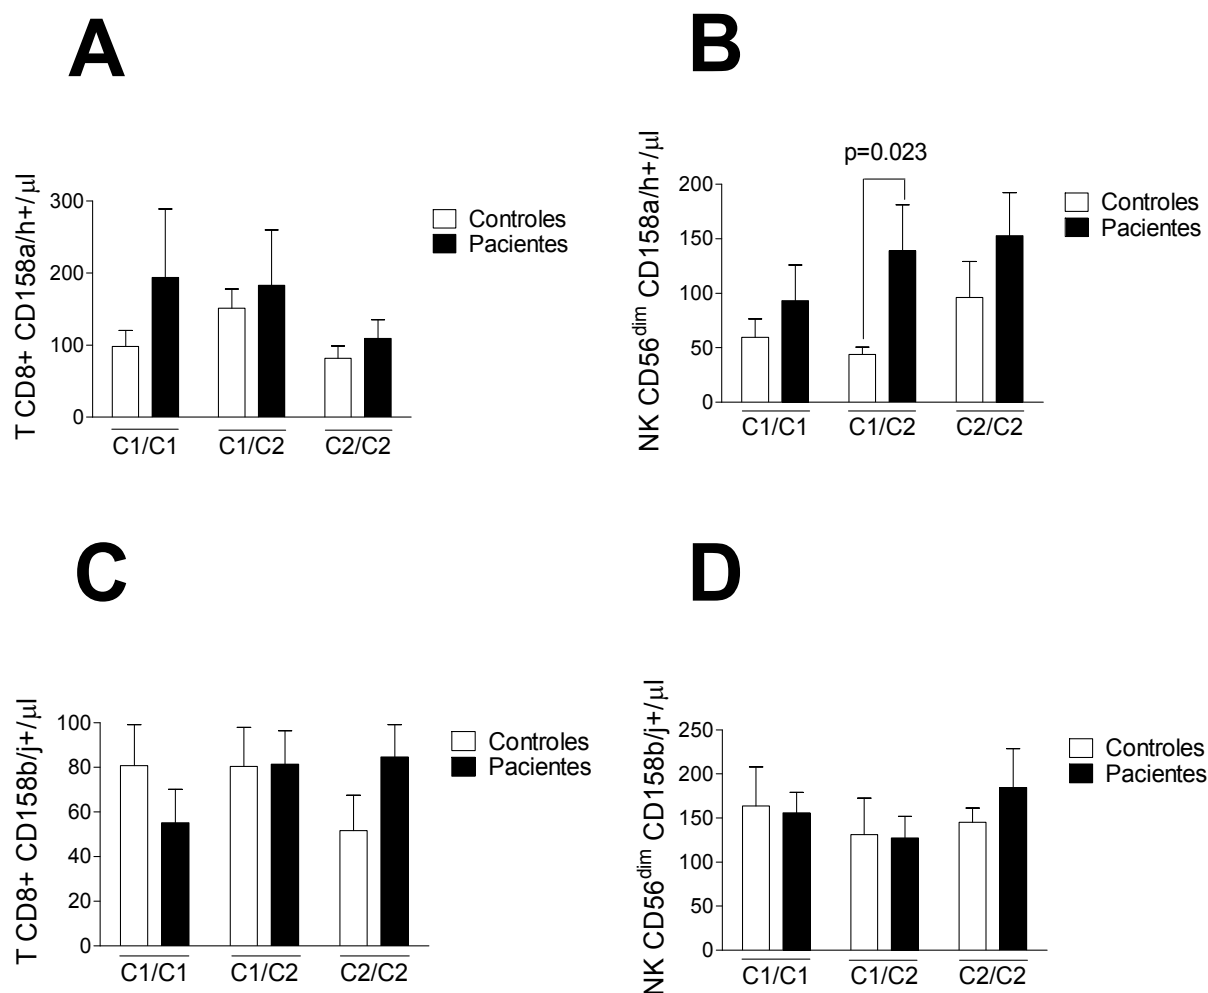 A
T CD8+ CD158a/h+/µl
300
200
100
0
C1/C1
C1/C2
C2/C2
Controles
Pacientes
B
NK CD56dim CD158a/h+/µl
p=0.023
200
150
100
50
0
C1/C1
C1/C2
C2/C2
Controles
Pacientes
C
T CD8+ CD158b/j+/µl
100
80
60
40
20
0
C1/C1
C1/C2
C2/C2
Controles
Pacientes
D
NK CD56dim CD158b/j+/µl
250
200
150
100
50
0
C1/C1
C1/C2
C2/C2
Controles
Pacientes